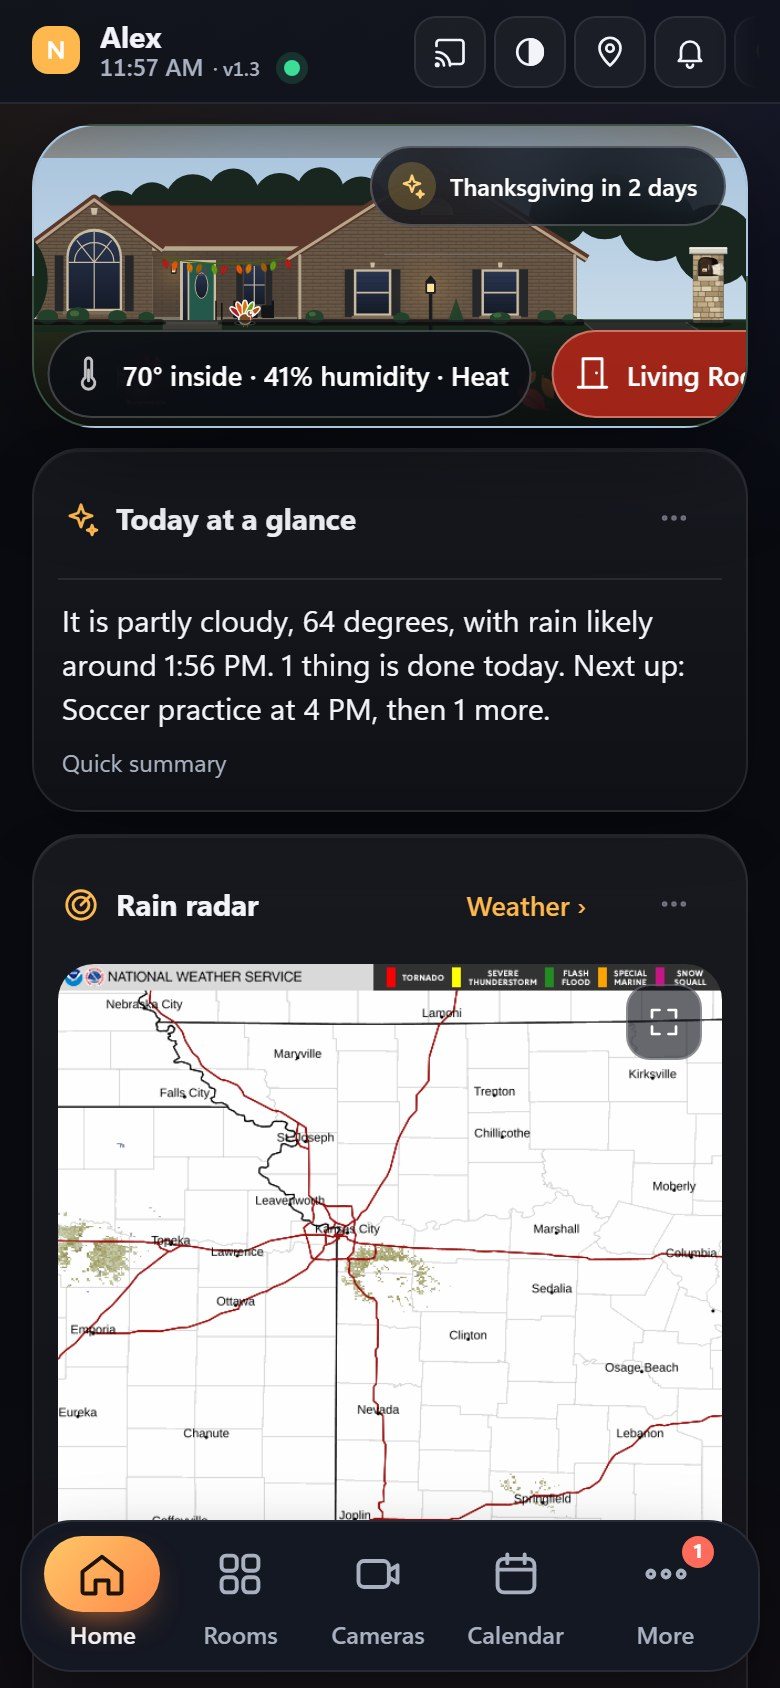 N
Alex
11:57 AM · v1.3
Thanksgiving in 2 days
70° inside · 41% humidity · Heat
Living
Today at a glance
It is partly cloudy, 64 degrees, with rain likely
around 1:56 PM. 1 thing is done today. Next up:
Soccer practice at 4 PM, then 1 more.
Quick summary
Rain radar
Weather ›
NATIONAL WEATHER SERVICE
TORNADO
SEVERE
THUNDERSTORM
FLASH
FLOOD
SPECIAL
MARINE
SNOW
SQUALL
Nebraska City
Lamoni
Maryville
Kirksville
Falls City
Trenton
St. Joseph
Chillicothe
Moberly
Leavenworth
Kansas City
Marshall
Topeka
Lawrence
Columbia
Sedalia
Ottawa
Emporia
Clinton
Osage Beach
Eureka
Nevada
Chanute
Lebanon
Springfield
Joplin
1
Home
Rooms
Cameras
Calendar
More